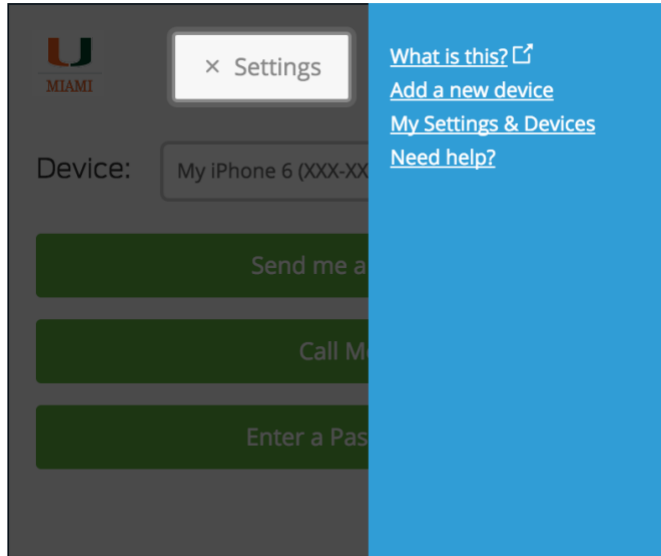 MIAMI
× Settings
Device:
My iPhone 6 (XXX-XX
Send me a
Call M
Enter a Pas
What is this?
Add a new device
My Settings & Devices
Need help?